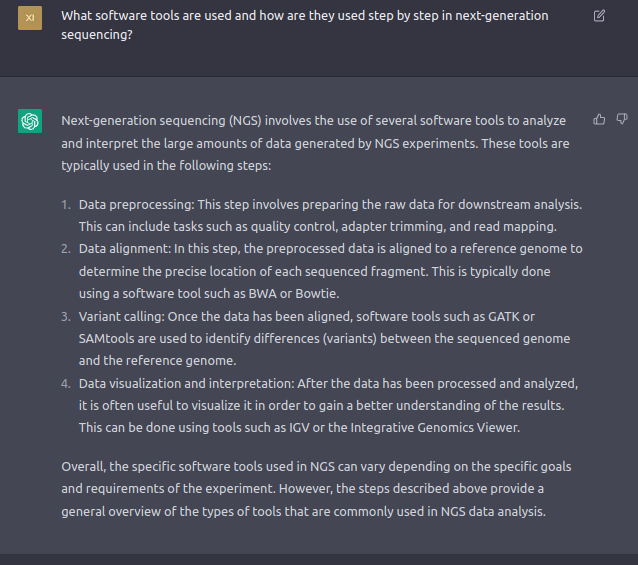 XI
What software tools are used and how are they used step by step in next-generation
sequencing?
Next-generation sequencing (NGS) involves the use of several software tools to analyze
and interpret the large amounts of data generated by NGS experiments. These tools are
typically used in the following steps:
1. Data preprocessing: This step involves preparing the raw data for downstream analysis.
This can include tasks such as quality control, adapter trimming, and read mapping.
2. Data alignment: In this step, the preprocessed data is aligned to a reference genome to
determine the precise location of each sequenced fragment. This is typically done
using a software tool such as BWA or Bowtie.
3. Variant calling: Once the data has been aligned, software tools such as GATK or
SAMtools are used to identify differences (variants) between the sequenced genome
and the reference genome.
4. Data visualization and interpretation: After the data has been processed and analyzed,
it is often useful to visualize it in order to gain a better understanding of the results.
This can be done using tools such as IGV or the Integrative Genomics Viewer.
Overall, the specific software tools used in NGS can vary depending on the specific goals
and requirements of the experiment. However, the steps described above provide a
general overview of the types of tools that are commonly used in NGS data analysis.